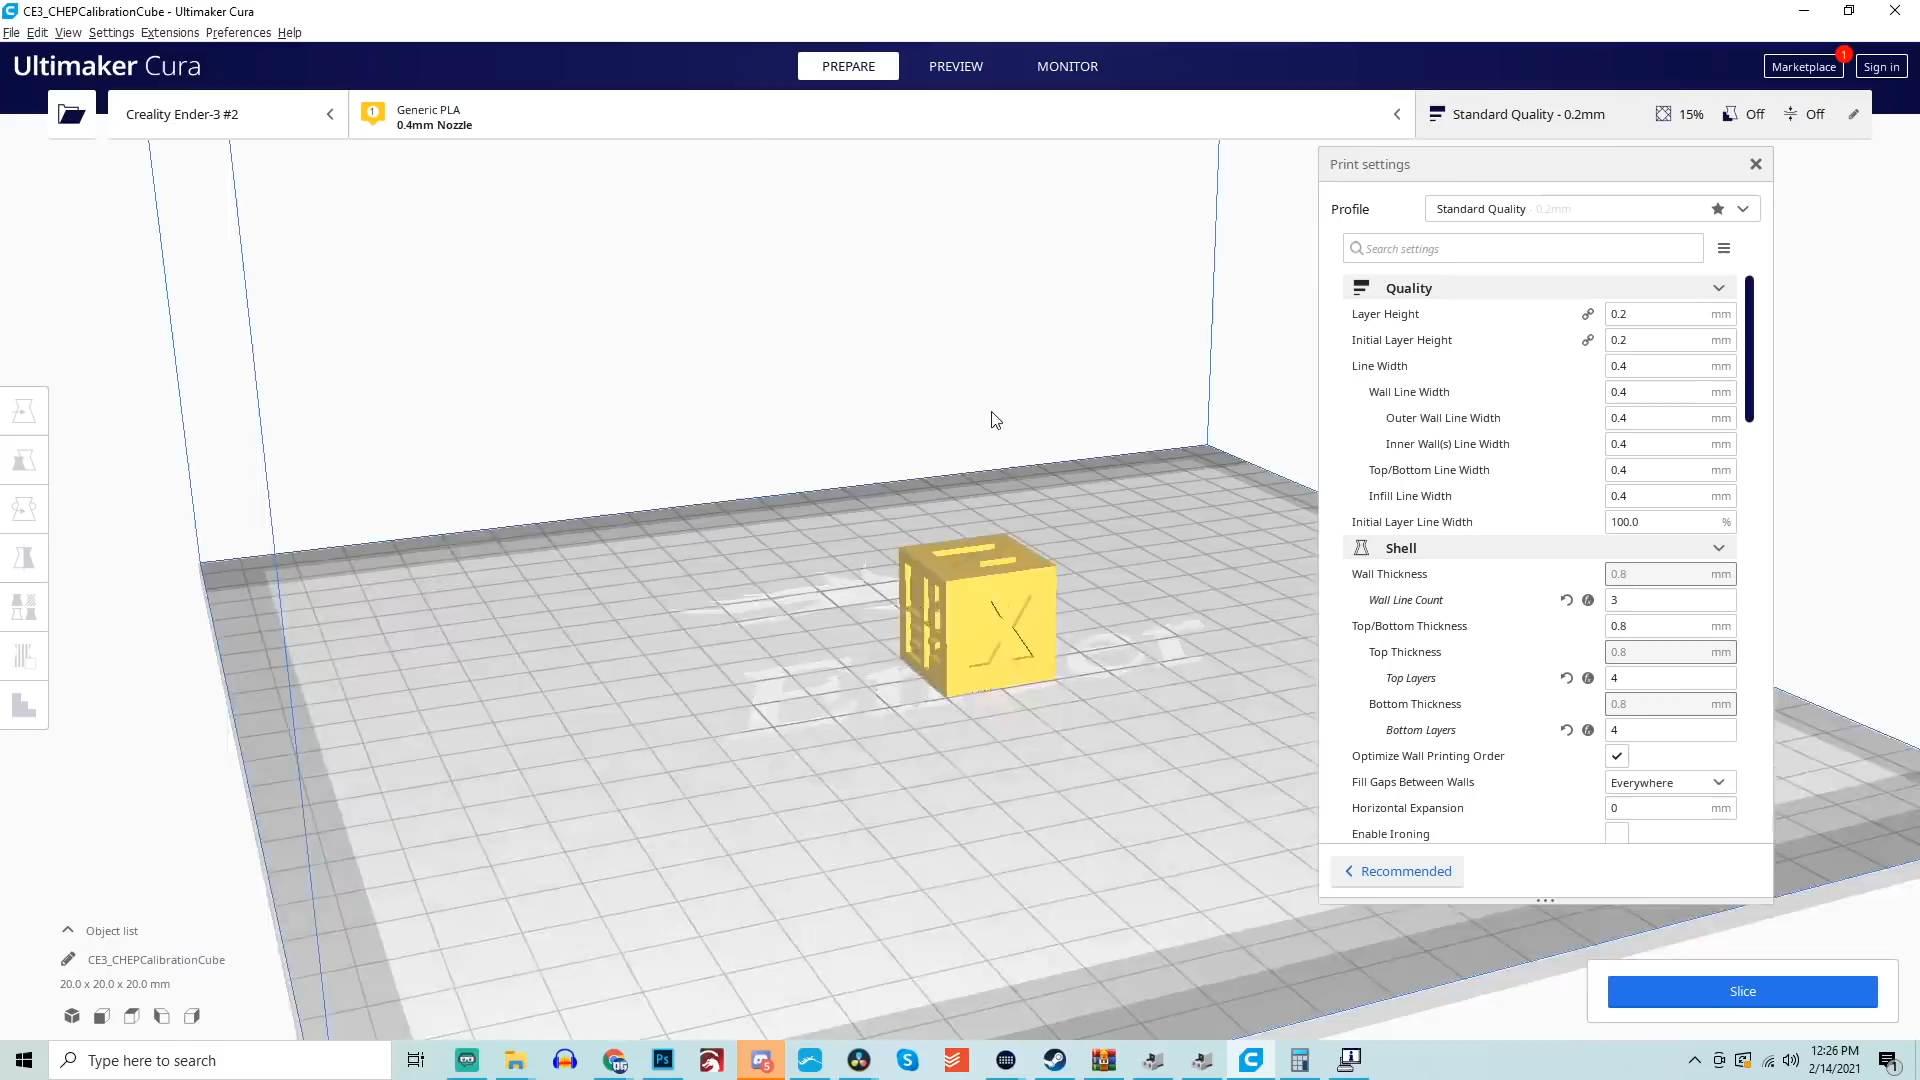 CE3_CHEPCalibrationCube - Ultimaker Cura
File Edit View Settings Extensions Preferences Help
Ultimaker Cura
PREPARE PREVIEW MONITOR
Marketplace 1 Sign in
Creality Ender-3 #2
1 Generic PLA
0.4mm Nozzle
Standard Quality - 0.2mm 15% Off Off
Print settings
Profile Standard Quality - 0.2mm
Search settings
Quality
Layer Height 0.2 mm
Initial Layer Height 0.2 mm
Line Width 0.4 mm
Wall Line Width 0.4 mm
Outer Wall Line Width 0.4 mm
Inner Wall(s) Line Width 0.4 mm
Top/Bottom Line Width 0.4 mm
Infill Line Width 0.4 mm
Initial Layer Line Width 100.0 %
Shell
Wall Thickness 0.8 mm
Wall Line Count 3
Top/Bottom Thickness 0.8 mm
Top Thickness 0.8 mm
Top Layers 4
Bottom Thickness 0.8 mm
Bottom Layers 4
Optimize Wall Printing Order
Fill Gaps Between Walls Everywhere
Horizontal Expansion 0 mm
Enable Ironing
Recommended
X
Object list
CE3_CHEPCalibrationCube
20.0 x 20.0 x 20.0 mm
Slice
Type here to search
Ps
5
12:26 PM
2/14/2021
1